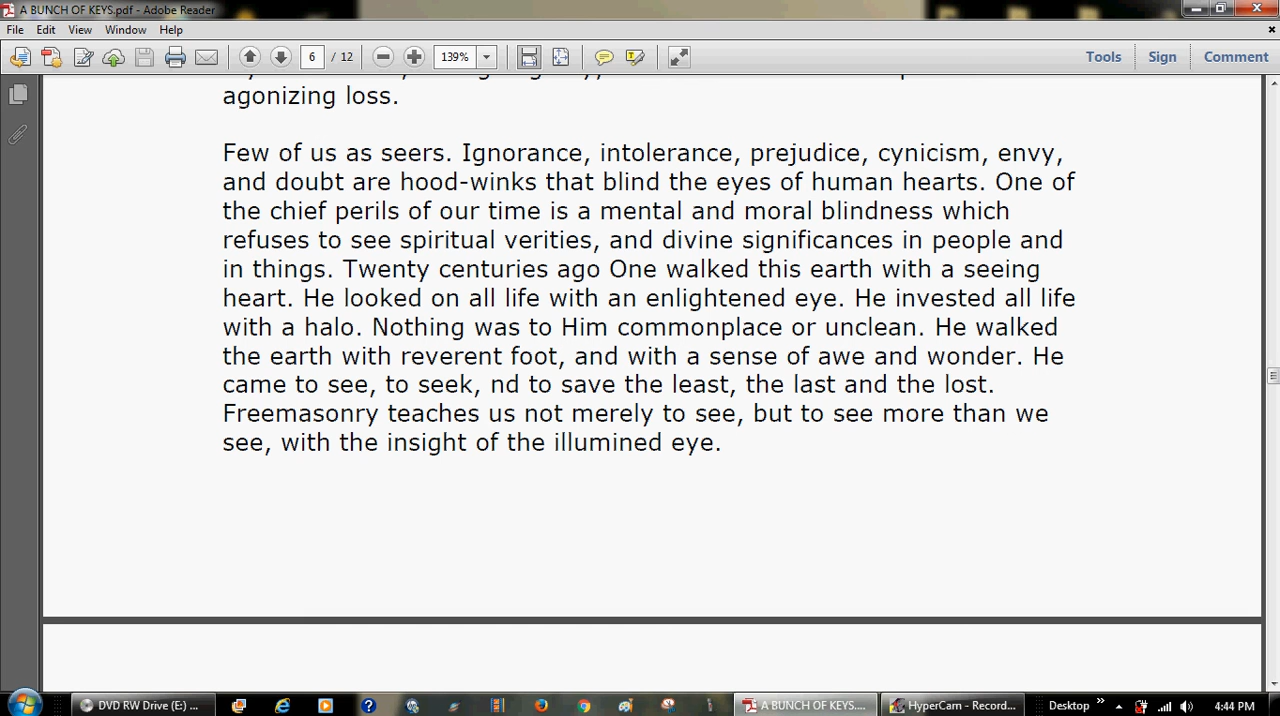 A BUNCH OF KEYS.pdf - Adobe Reader
File Edit View Window Help
6 / 12 139% Tools Sign Comment
agonizing loss.
Few of us as seers. Ignorance, intolerance, prejudice, cynicism, envy,
and doubt are hood-winks that blind the eyes of human hearts. One of
the chief perils of our time is a mental and moral blindness which
refuses to see spiritual verities, and divine significances in people and
in things. Twenty centuries ago One walked this earth with a seeing
heart. He looked on all life with an enlightened eye. He invested all life
with a halo. Nothing was to Him commonplace or unclean. He walked
the earth with reverent foot, and with a sense of awe and wonder. He
came to see, to seek, nd to save the least, the last and the lost.
Freemasonry teaches us not merely to see, but to see more than we
see, with the insight of the illumined eye.
DVD RW Drive (E:) ... A BUNCH OF KEYS.... HyperCam - Record... Desktop » 4:44 PM